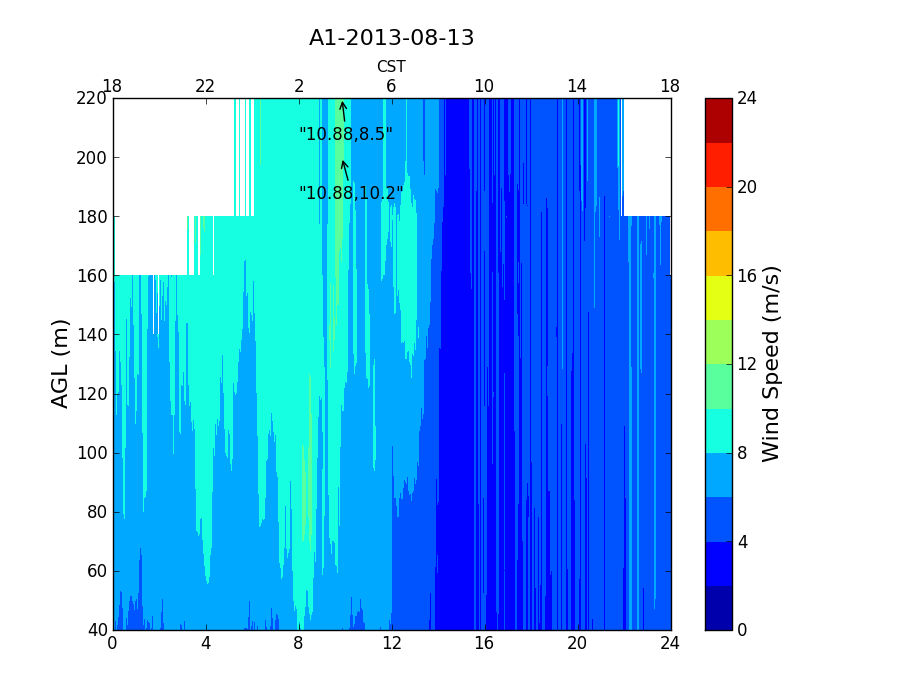 A1-2013-08-13
CST
18 22 2 6 10 14 18
220 200 180 160 140 120 100 80 60 40
AGL (m)
"10.88,8.5"
"10.88,10.2"
0 4 8 12 16 20 24
24 20 16 12 8 4 0
Wind Speed (m/s)